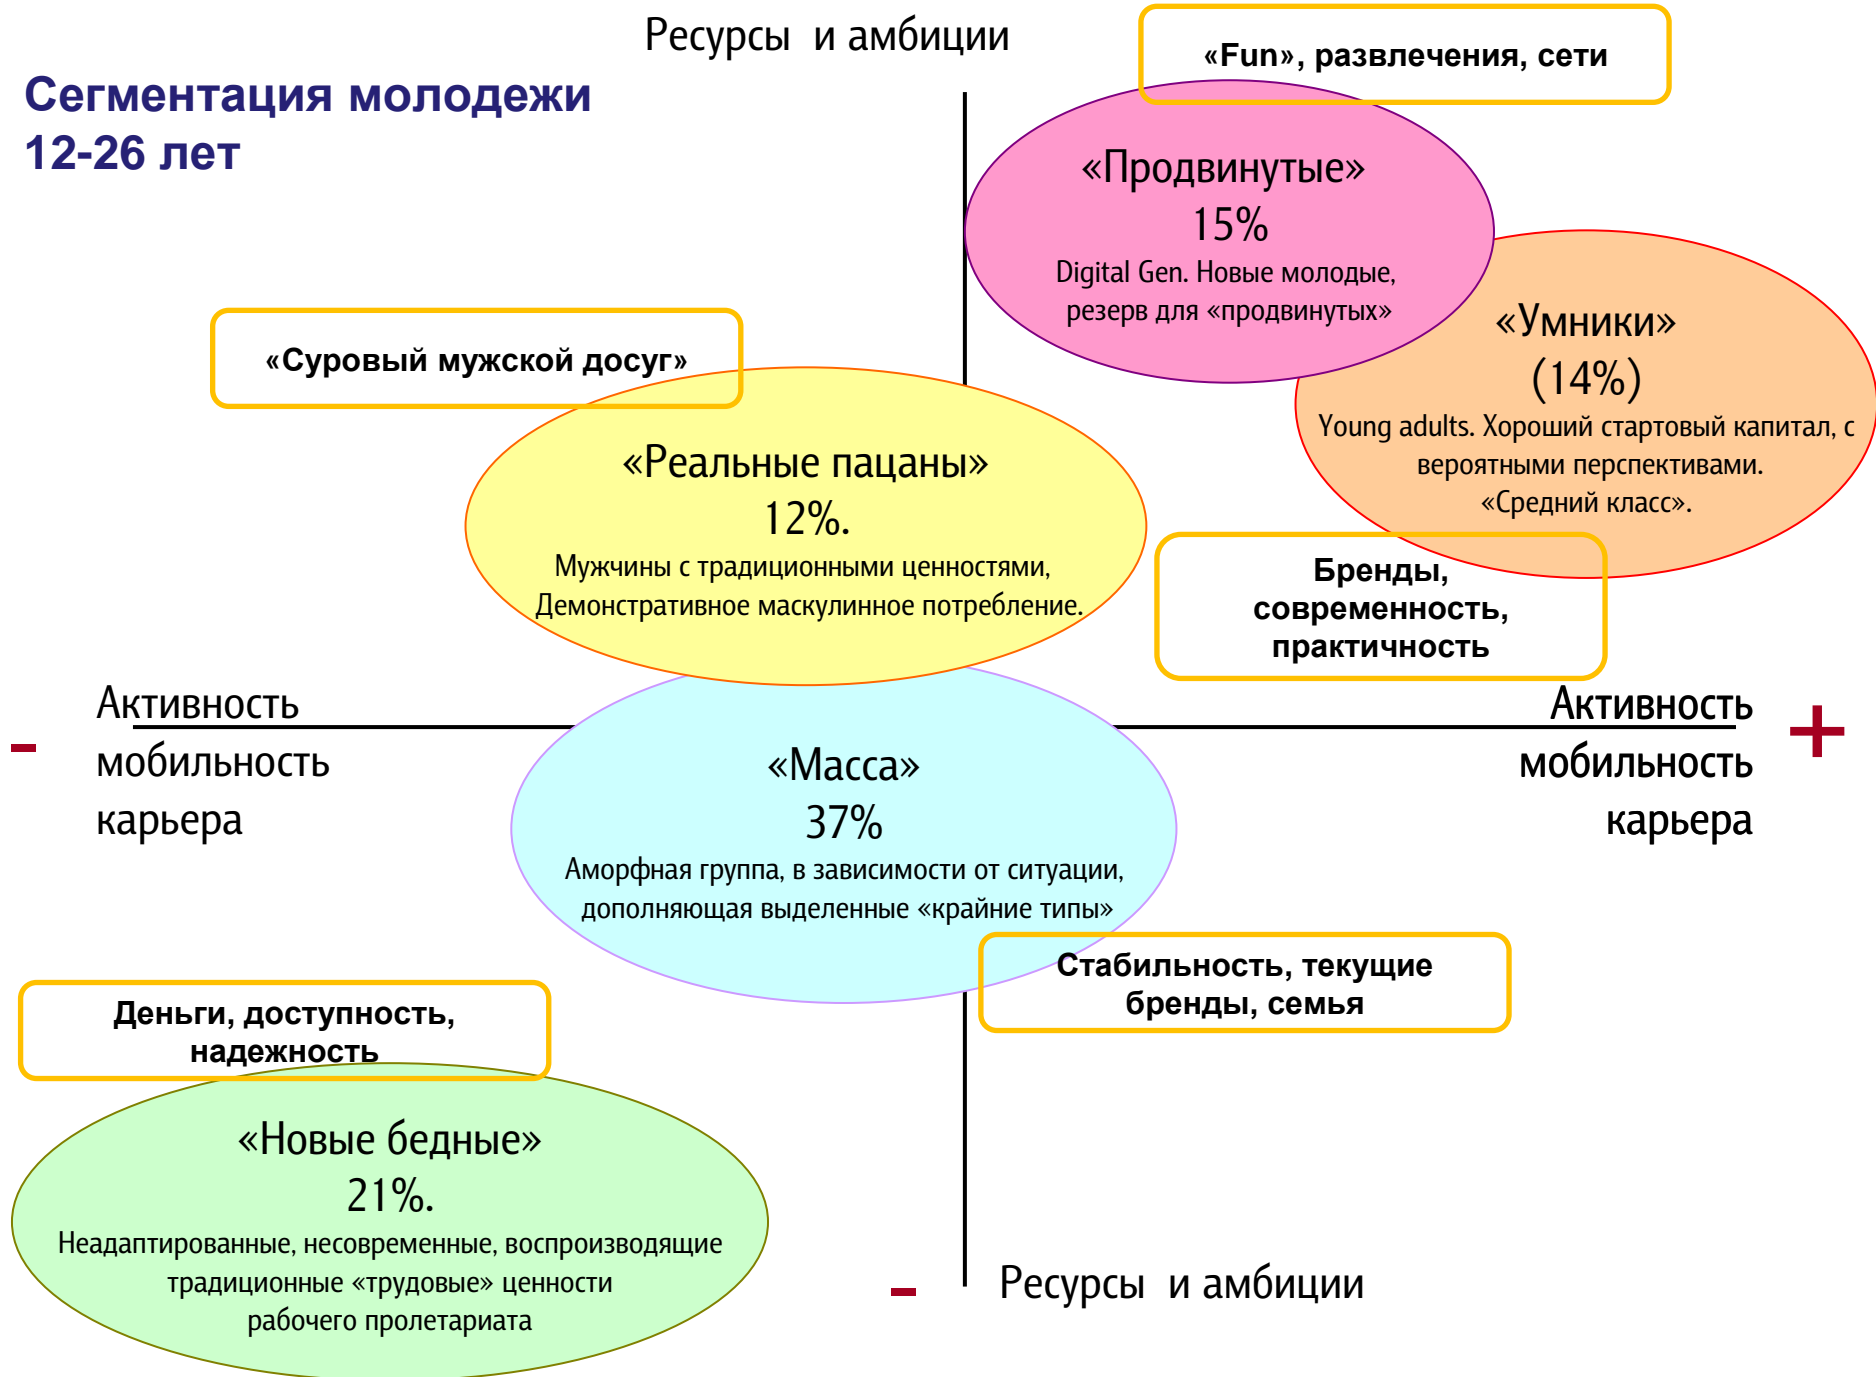 Ресурсы и амбиции
«Fun», развлечения, сети
Сегментация молодежи
12-26 лет
«Продвинутые»
15%
Digital Gen. Новые молодые,
резерв для «продвинутых»
«Умники»
(14%)
Young adults. Хороший стартовый капитал, с
вероятными перспективами.
«Средний класс».
«Суровый мужской досуг»
«Реальные пацаны»
12%.
Мужчины с традиционными ценностями,
Демонстративное маскулинное потребление.
Бренды,
современность,
практичность
Активность
мобильность
карьера
-
Активность
мобильность
карьера
+
«Масса»
37%
Аморфная группа, в зависимости от ситуации,
дополняющая выделенные «крайние типы»
Стабильность, текущие
бренды, семья
Деньги, доступность,
надежность
«Новые бедные»
21%.
Неадаптированные, несовременные, воспроизводящие
традиционные «трудовые» ценности
рабочего пролетариата
- Ресурсы и амбиции